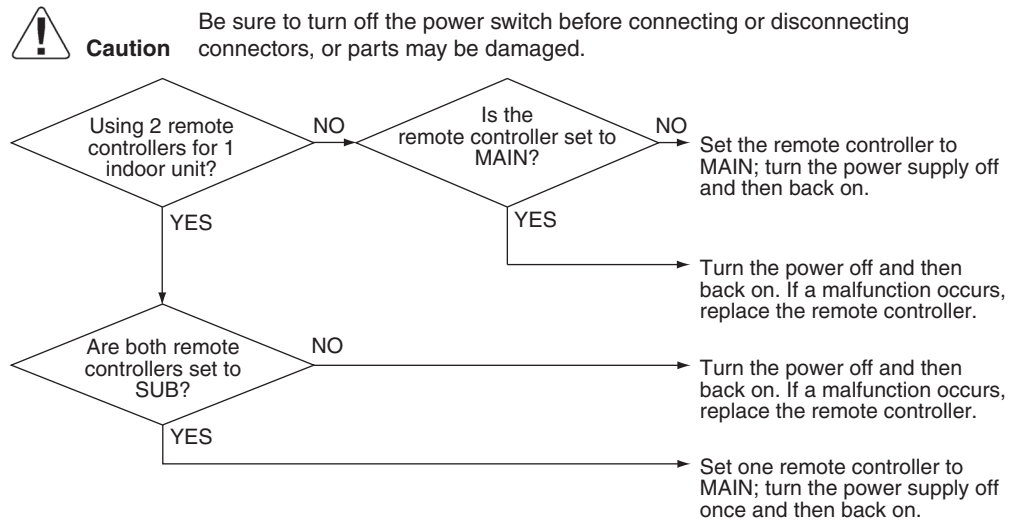 Be sure to turn off the power switch before connecting or disconnecting
Caution connectors, or parts may be damaged.
Using 2 remote
controllers for 1
indoor unit?
NO
Is the
remote controller set to
MAIN?
NO
Set the remote controller to
MAIN; turn the power supply off
and then back on.
YES
YES
Turn the power off and then
back on. If a malfunction occurs,
replace the remote controller.
Are both remote
controllers set to
SUB?
NO
Turn the power off and then
back on. If a malfunction occurs,
replace the remote controller.
YES
Set one remote controller to
MAIN; turn the power supply off
once and then back on.